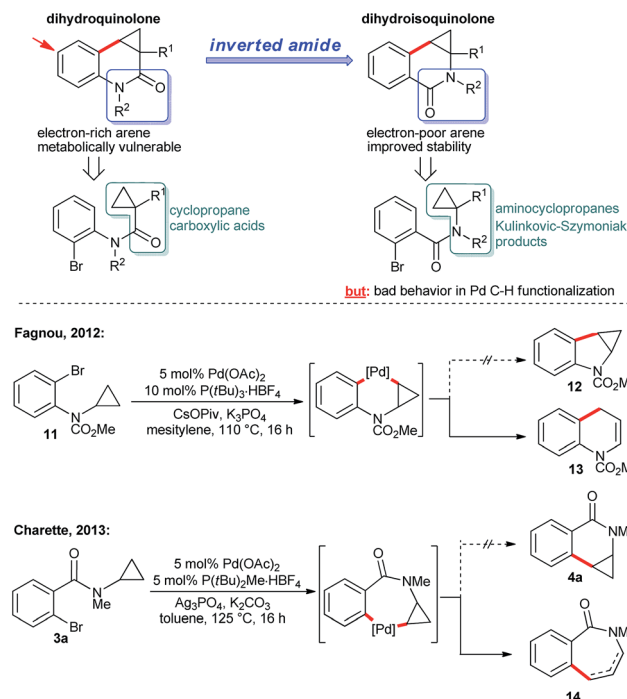 dihydroquinolone
dihydroisoquinolone
inverted amide
R¹
N
O
R²
R¹
N
R²
O
electron-rich arene
metabolically vulnerable
electron-poor arene
improved stability
R¹
N
O
Br
R²
cyclopropane
carboxylic acids
R¹
N
R²
Br
O
aminocyclopropanes
Kulinkovic-Szymoniak
products
but: bad behavior in Pd C-H functionalization
Fagnou, 2012:
Br
N
CO₂Me
11
5 mol% Pd(OAc)₂
10 mol% P(tBu)₃·HBF₄
CsOPiv, K₃PO₄
mesitylene, 110 °C, 16 h
[Pd]
N
CO₂Me
N
12
CO₂M
N
13
CO₂M
Charette, 2013:
O
N
Me
Br
3a
5 mol% Pd(OAc)₂
5 mol% P(tBu)₂Me·HBF₄
Ag₃PO₄, K₂CO₃
toluene, 125 °C, 16 h
O
NMe
[Pd]
O
NM
4a
O
NM
14